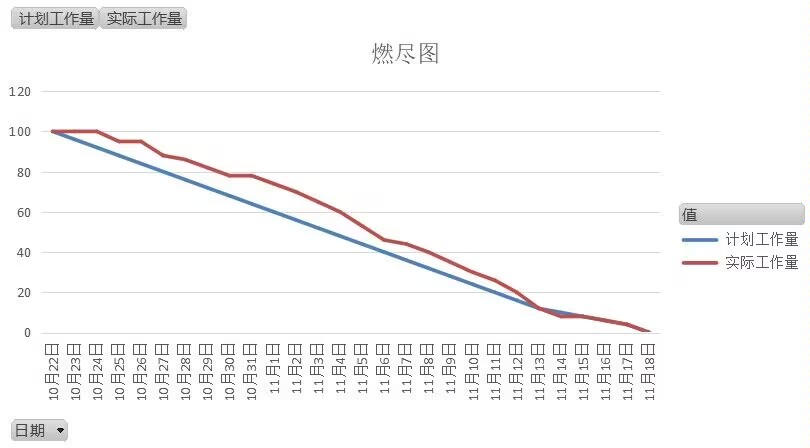 计划工作量 实际工作量
燃尽图
120
100
80
60
40
20
0
值
计划工作量
实际工作量
10月22日
10月23日
10月24日
10月25日
10月26日
10月27日
10月28日
10月29日
10月30日
10月31日
11月1日
11月2日
11月3日
11月4日
11月5日
11月6日
11月7日
11月8日
11月9日
11月10日
11月11日
11月12日
11月13日
11月14日
11月15日
11月16日
11月17日
11月18日
日期